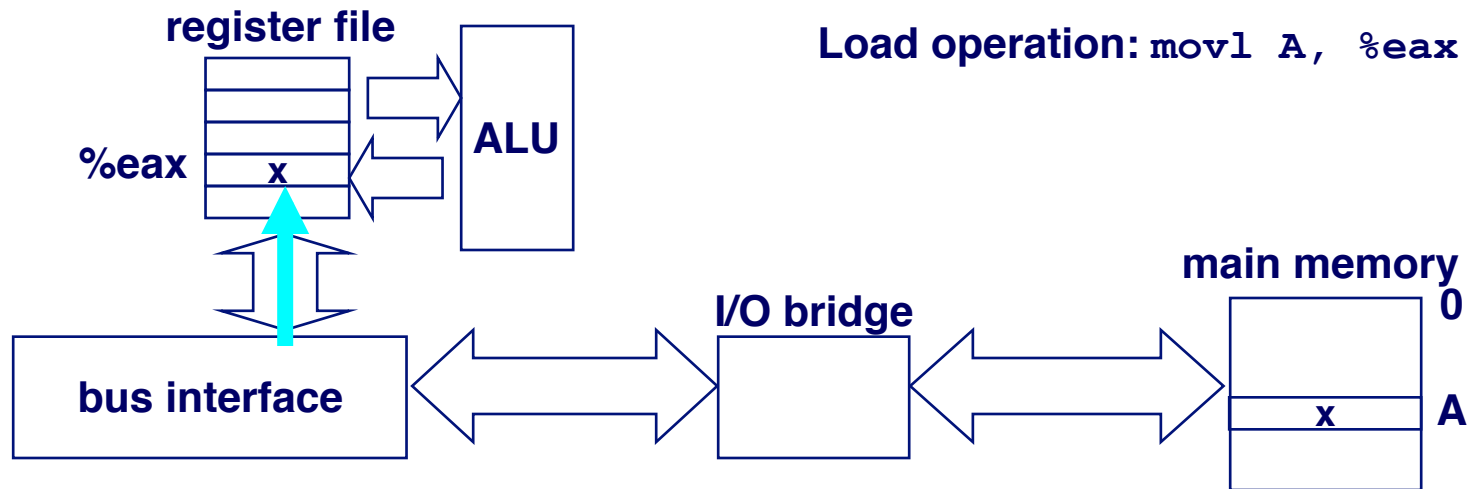 register file
Load operation: movl A, %eax
ALU
%eax
x
main memory
0
I/O bridge
bus interface
x
A